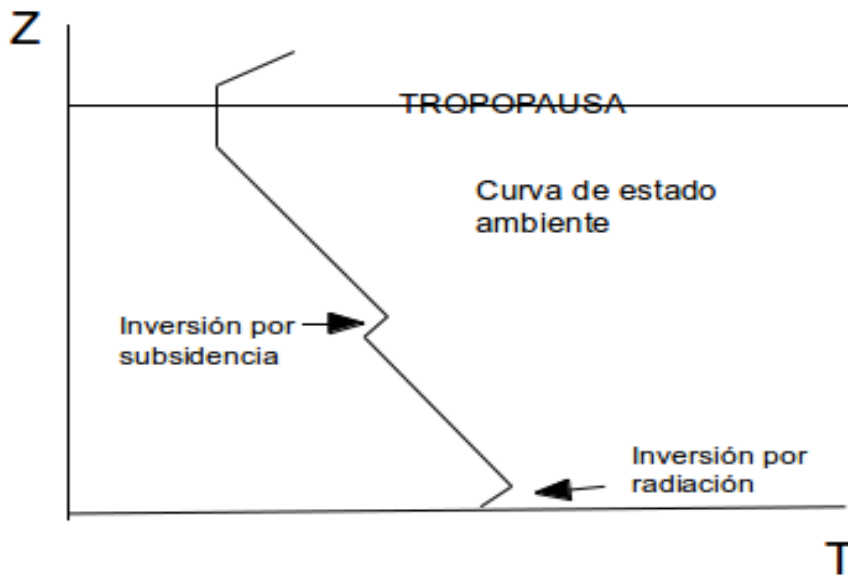 Z
TROPOPAUSA
Curva de estado
ambiente
Inversión por
subsidencia
Inversión por
radiación
T